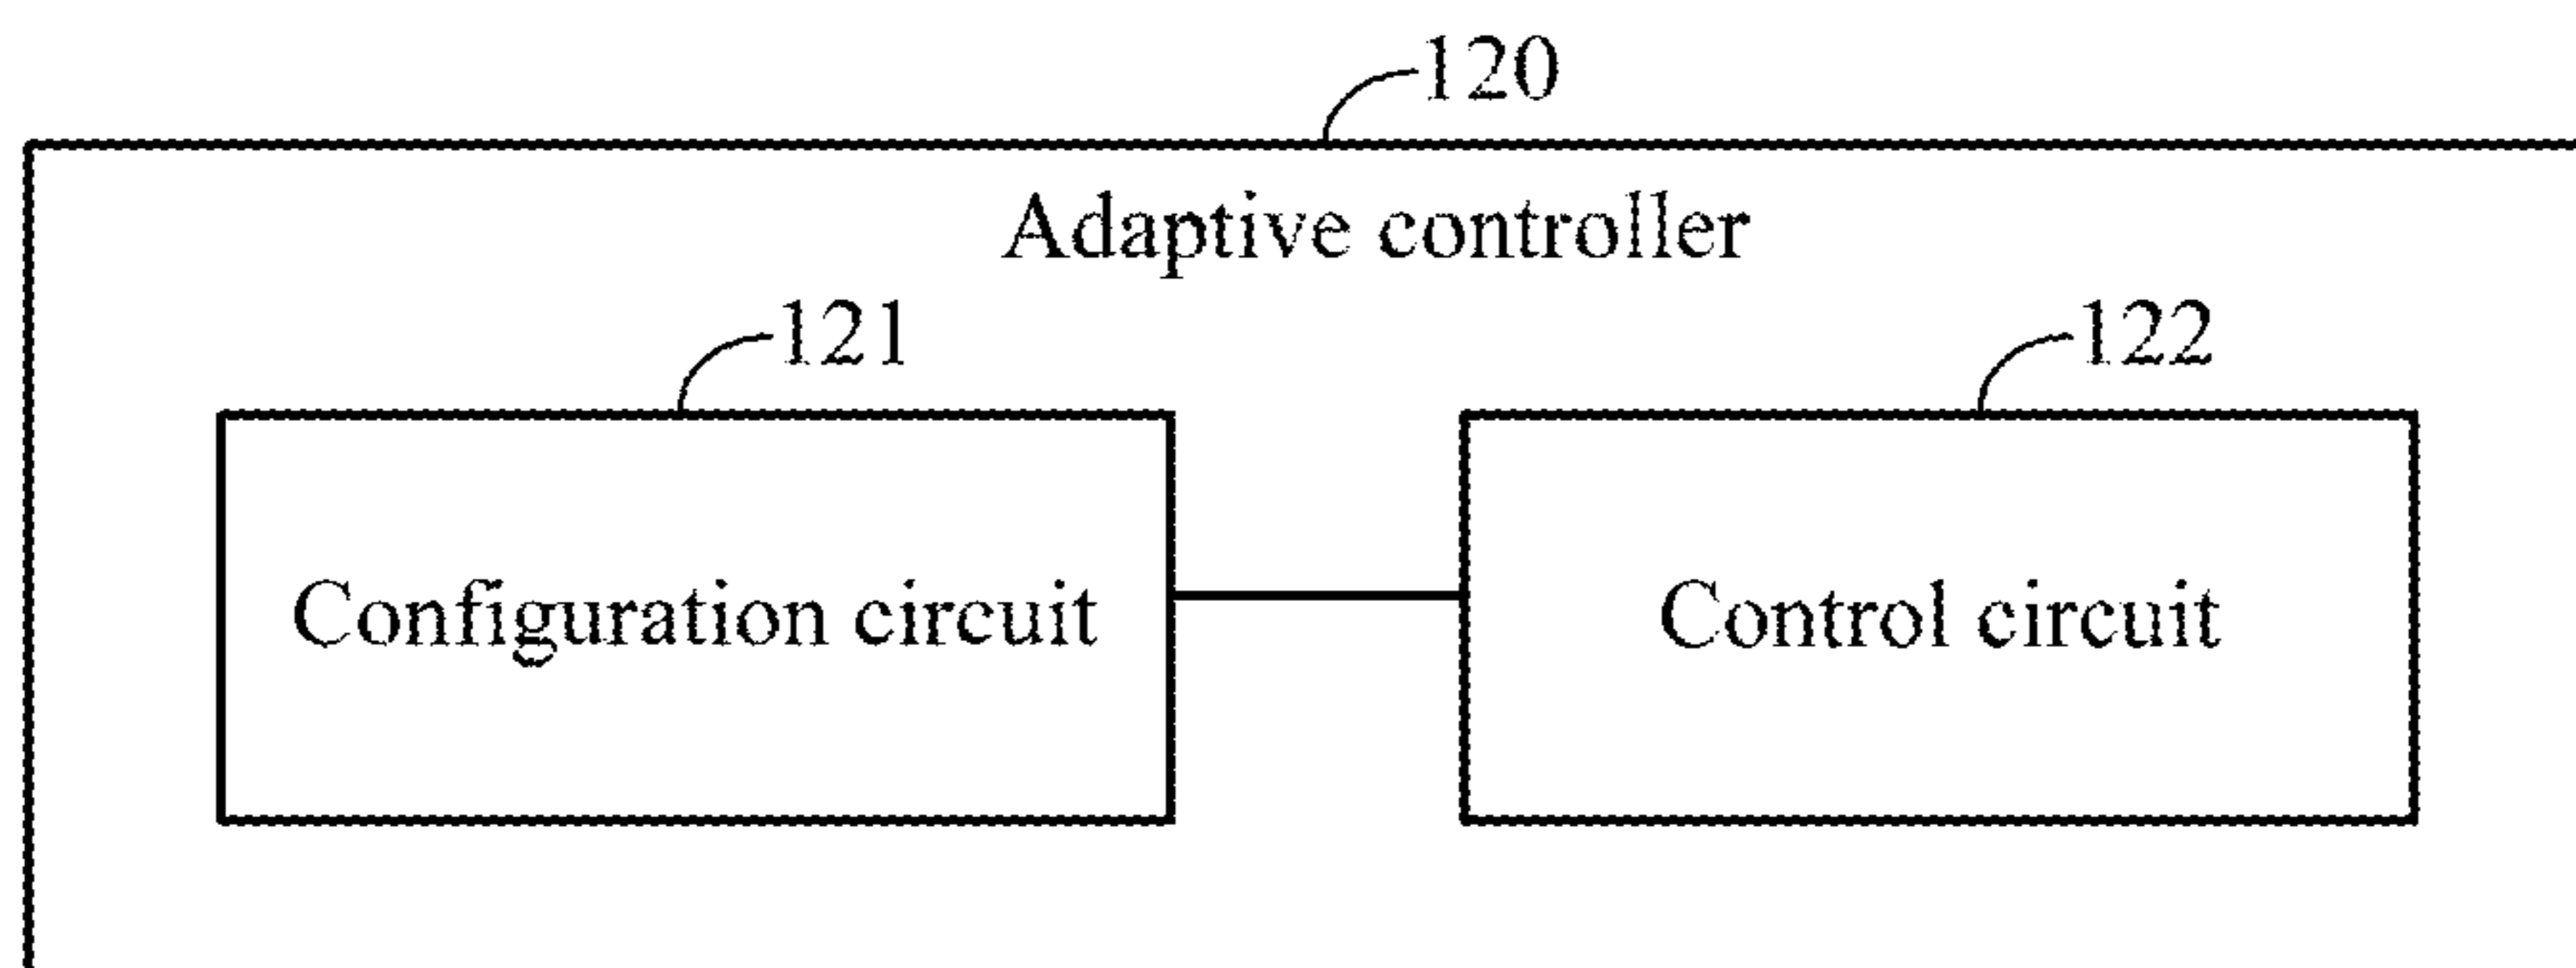 120
Adaptive controller
121
122
Configuration circuit
Control circuit